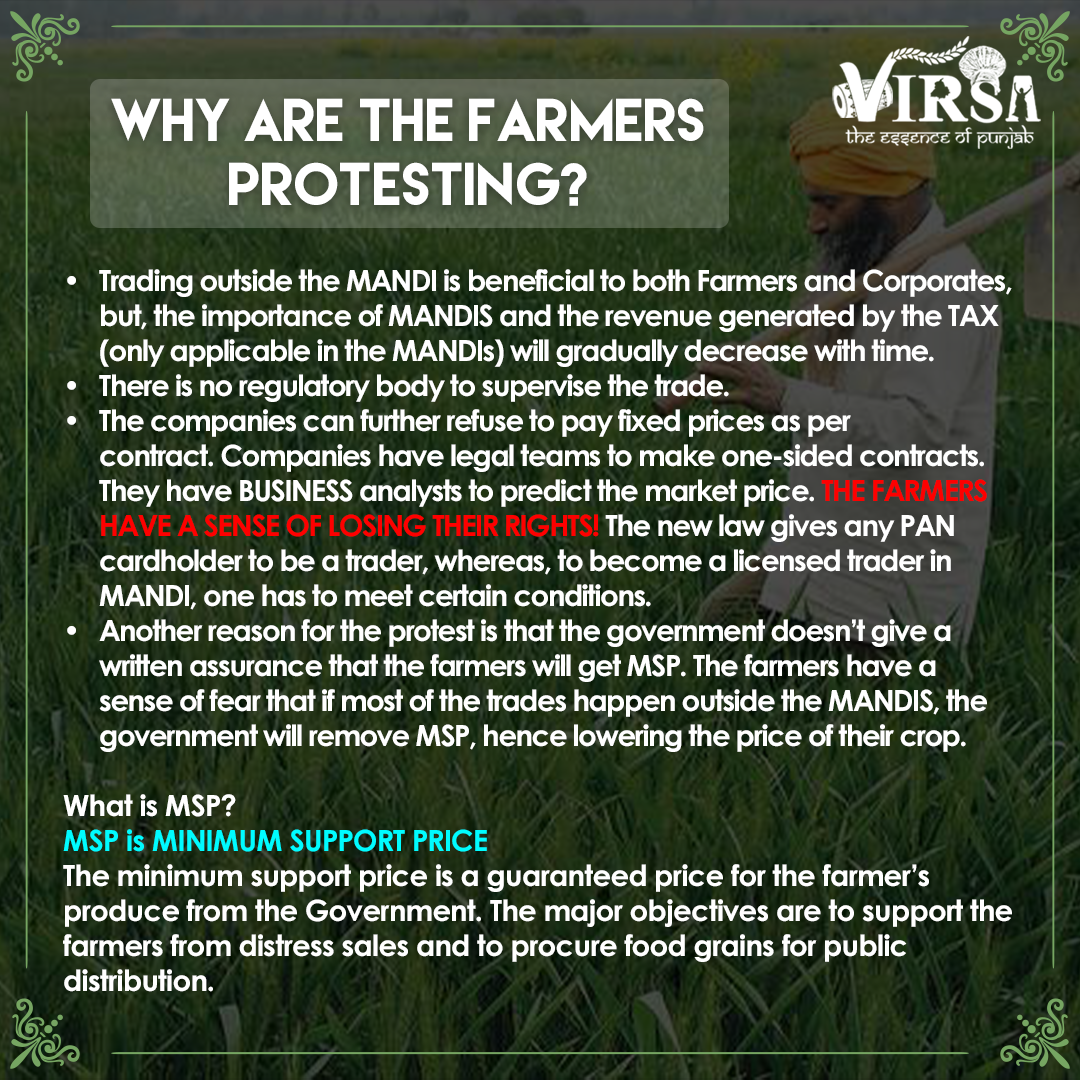 VIRSA
the essence of punjab
WHY ARE THE FARMERS
PROTESTING?
• Trading outside the MANDI is beneficial to both Farmers and Corporates,
but, the importance of MANDIS and the revenue generated by the TAX
(only applicable in the MANDIs) will gradually decrease with time.
• There is no regulatory body to supervise the trade.
• The companies can further refuse to pay fixed prices as per
contract. Companies have legal teams to make one-sided contracts.
They have BUSINESS analysts to predict the market price. THE FARMERS
HAVE A SENSE OF LOSING THEIR RIGHTS! The new law gives any PAN
cardholder to be a trader, whereas, to become a licensed trader in
MANDI, one has to meet certain conditions.
• Another reason for the protest is that the government doesn't give a
written assurance that the farmers will get MSP. The farmers have a
sense of fear that if most of the trades happen outside the MANDIS, the
government will remove MSP, hence lowering the price of their crop.
What is MSP?
MSP is MINIMUM SUPPORT PRICE
The minimum support price is a guaranteed price for the farmer's
produce from the Government. The major objectives are to support the
farmers from distress sales and to procure food grains for public
distribution.